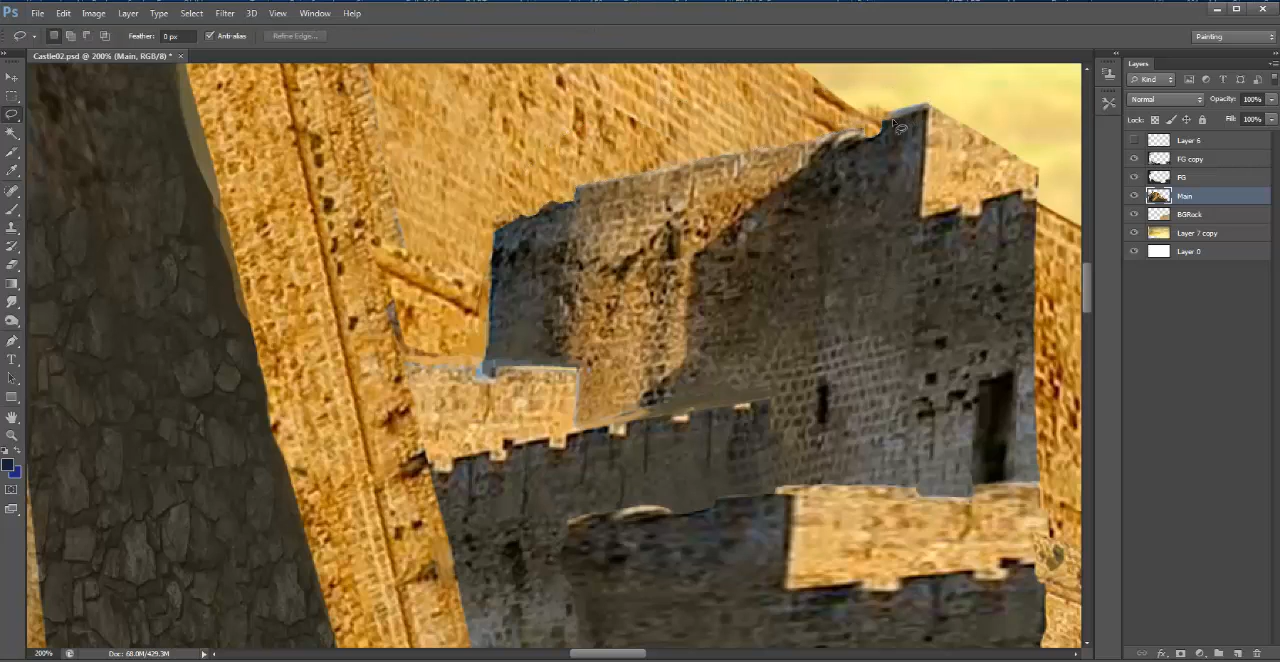 Ps File Edit Image Layer Type Select Filter 3D View Window Help
Feather: 0 px Anti-alias Refine Edge... Painting
Castle02.psd @ 200% (Main, RGB/8) * ×
Layers
Kind T
Normal Opacity: 100%
Lock: Fill: 100%
Layer 6
FG copy
FG
Main
BGRock
Layer 7 copy
Layer 0
T
200% Doc: 68.0M/429.3M